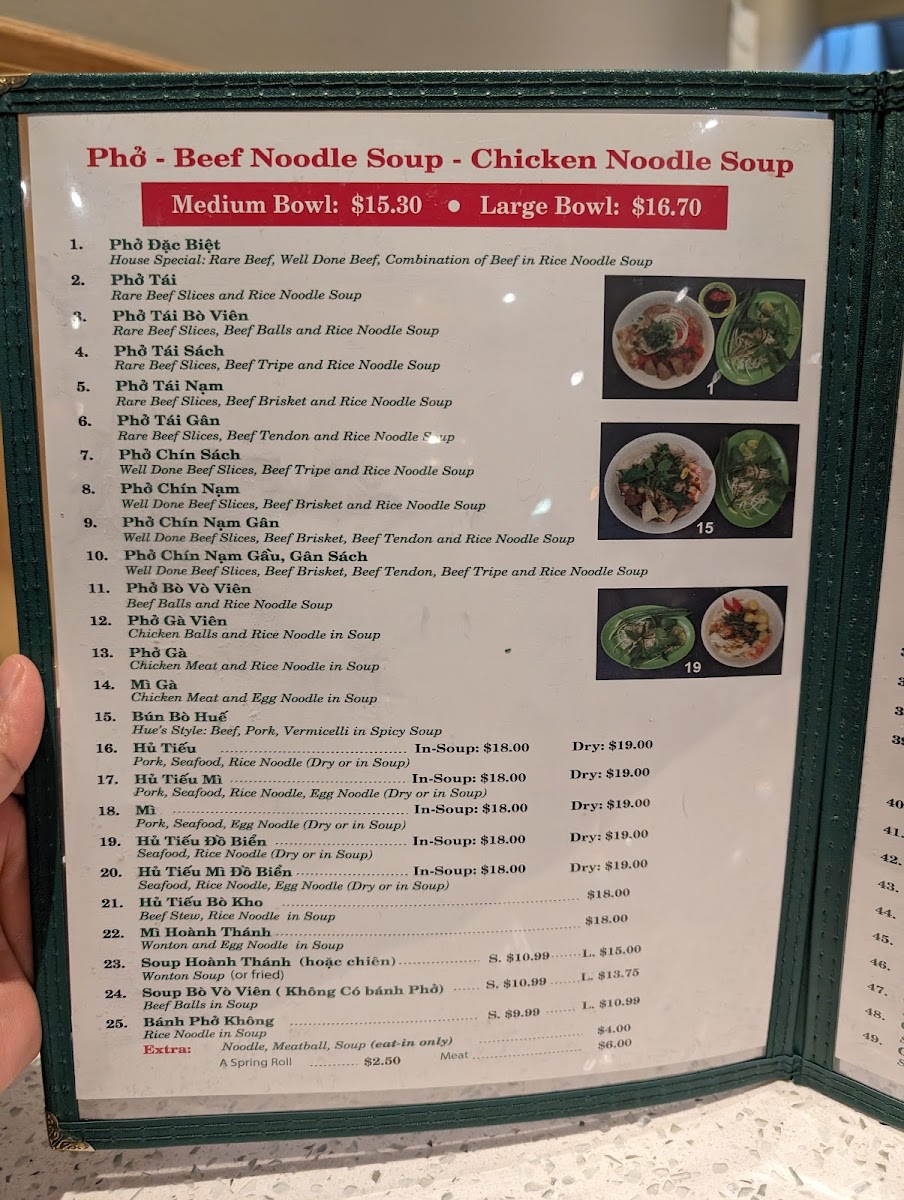 Phở - Beef Noodle Soup - Chicken Noodle Soup
Medium Bowl: $15.30 • Large Bowl: $16.70
1. Phở Đặc Biệt
House Special: Rare Beef, Well Done Beef, Combination of Beef in Rice Noodle Soup
2. Phở Tái
Rare Beef Slices and Rice Noodle Soup
3. Phở Tái Bò Viên
Rare Beef Slices, Beef Balls and Rice Noodle Soup
4. Phở Tái Sách
Rare Beef Slices, Beef Tripe and Rice Noodle Soup
5. Phở Tái Nạm
Rare Beef Slices, Beef Brisket and Rice Noodle Soup
6. Phở Tái Gân
Rare Beef Slices, Beef Tendon and Rice Noodle Soup
7. Phở Chín Sách
Well Done Beef Slices, Beef Tripe and Rice Noodle Soup
8. Phở Chín Nạm
Well Done Beef Slices, Beef Brisket and Rice Noodle Soup
9. Phở Chín Nạm Gân
Well Done Beef Slices, Beef Brisket, Beef Tendon and Rice Noodle Soup
10. Phở Chín Nạm Gầu, Gân Sách
Well Done Beef Slices, Beef Brisket, Beef Tendon, Beef Tripe and Rice Noodle Soup
11. Phở Bò Vò Viên
Beef Balls and Rice Noodle Soup
12. Phở Gà Viên
Chicken Balls and Rice Noodle in Soup
13. Phở Gà
Chicken Meat and Rice Noodle in Soup
14. Mì Gà
Chicken Meat and Egg Noodle in Soup
15. Bún Bò Huế
Hue's Style: Beef, Pork, Vermicelli in Spicy Soup
16. Hủ Tiếu In-Soup: $18.00 Dry: $19.00
Pork, Seafood, Rice Noodle (Dry or in Soup)
17. Hủ Tiếu Mì In-Soup: $18.00 Dry: $19.00
Pork, Seafood, Rice Noodle, Egg Noodle (Dry or in Soup)
18. Mì In-Soup: $18.00 Dry: $19.00
Pork, Seafood, Egg Noodle (Dry or in Soup)
19. Hủ Tiếu Đồ Biển In-Soup: $18.00 Dry: $19.00
Seafood, Rice Noodle (Dry or in Soup)
20. Hủ Tiếu Mì Đồ Biển In-Soup: $18.00 Dry: $19.00
Seafood, Rice Noodle, Egg Noodle (Dry or in Soup)
21. Hủ Tiếu Bò Kho $18.00
Beef Stew, Rice Noodle in Soup
22. Mì Hoành Thánh $18.00
Wonton and Egg Noodle in Soup
23. Soup Hoành Thánh (hoặc chiên) S. $10.99 L. $15.00
Wonton Soup (or fried)
24. Soup Bò Vò Viên ( Không Có bánh Phở) S. $10.99 L. $13.75
Beef Balls in Soup
25. Bánh Phở Không S. $9.99 L. $10.99
Rice Noodle in Soup
Extra: Noodle, Meatball, Soup (eat-in only) $4.00
A Spring Roll $2.50 Meat $6.00
1
15
19
40.
41.
42.
43.
44.
45.
46.
47.
48.
49.